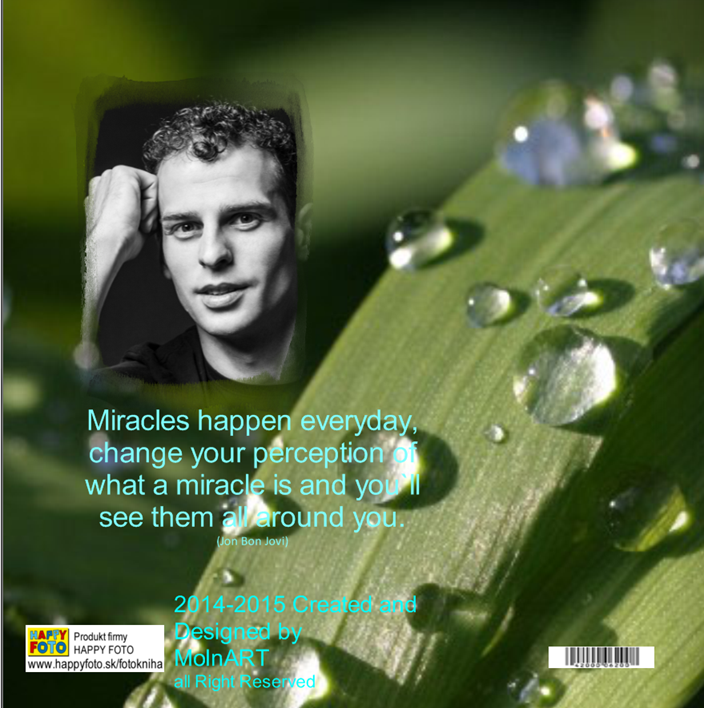 Miracles happen everyday,
change your perception of
what a miracle is and you`ll
see them all around you.
(Jon Bon Jovi)
2014-2015 Created and
Designed by
MolnART
all Right Reserved
HAPPY
FOTO
Produkt firmy
HAPPY FOTO
www.happyfoto.sk/fotokniha